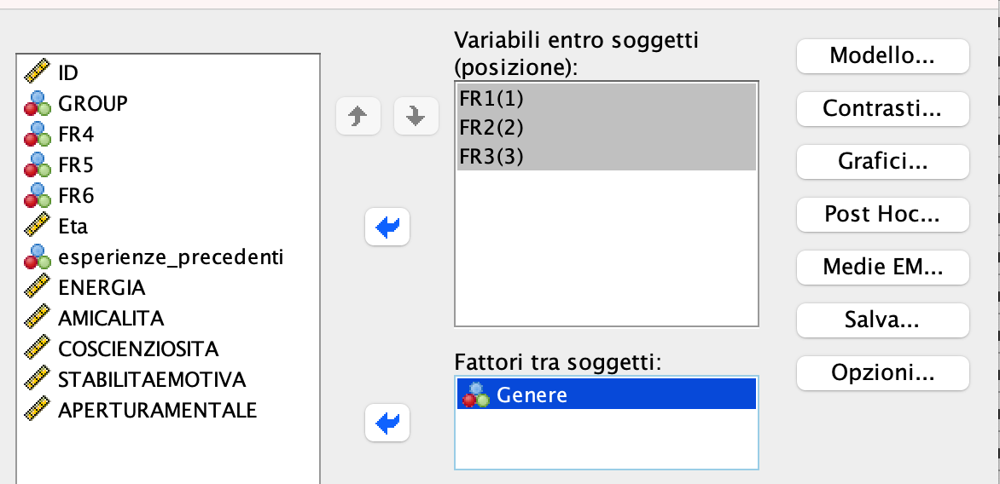 ID
GROUP
FR4
FR5
FR6
Eta
esperienze_precedenti
ENERGIA
AMICALITA
COSCIENZIOSITA
STABILITAEMOTIVA
APERTURAMENTALE
Variabili entro soggetti
(posizione):
FR1(1)
FR2(2)
FR3(3)
Fattori tra soggetti:
Genere
Modello...
Contrasti...
Grafici...
Post Hoc...
Medie EM...
Salva...
Opzioni...